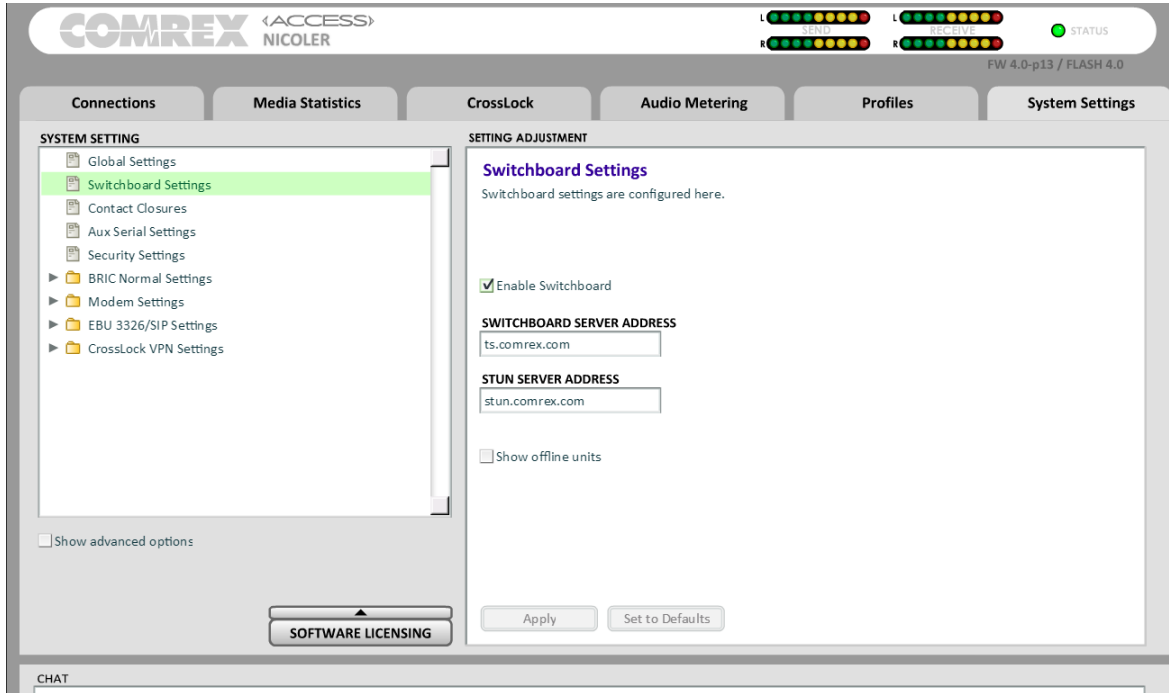 COMREX
⟨ACCESS⟩
NICOLER
L L
SEND RECEIVE STATUS
R R
FW 4.0-p13 / FLASH 4.0
Connections Media Statistics CrossLock Audio Metering Profiles System Settings
SYSTEM SETTING
Global Settings
Switchboard Settings
Contact Closures
Aux Serial Settings
Security Settings
BRIC Normal Settings
Modem Settings
EBU 3326/SIP Settings
CrossLock VPN Settings
Show advanced options
SOFTWARE LICENSING
SETTING ADJUSTMENT
Switchboard Settings
Switchboard settings are configured here.
Enable Switchboard
SWITCHBOARD SERVER ADDRESS
ts.comrex.com
STUN SERVER ADDRESS
stun.comrex.com
Show offline units
Apply Set to Defaults
CHAT